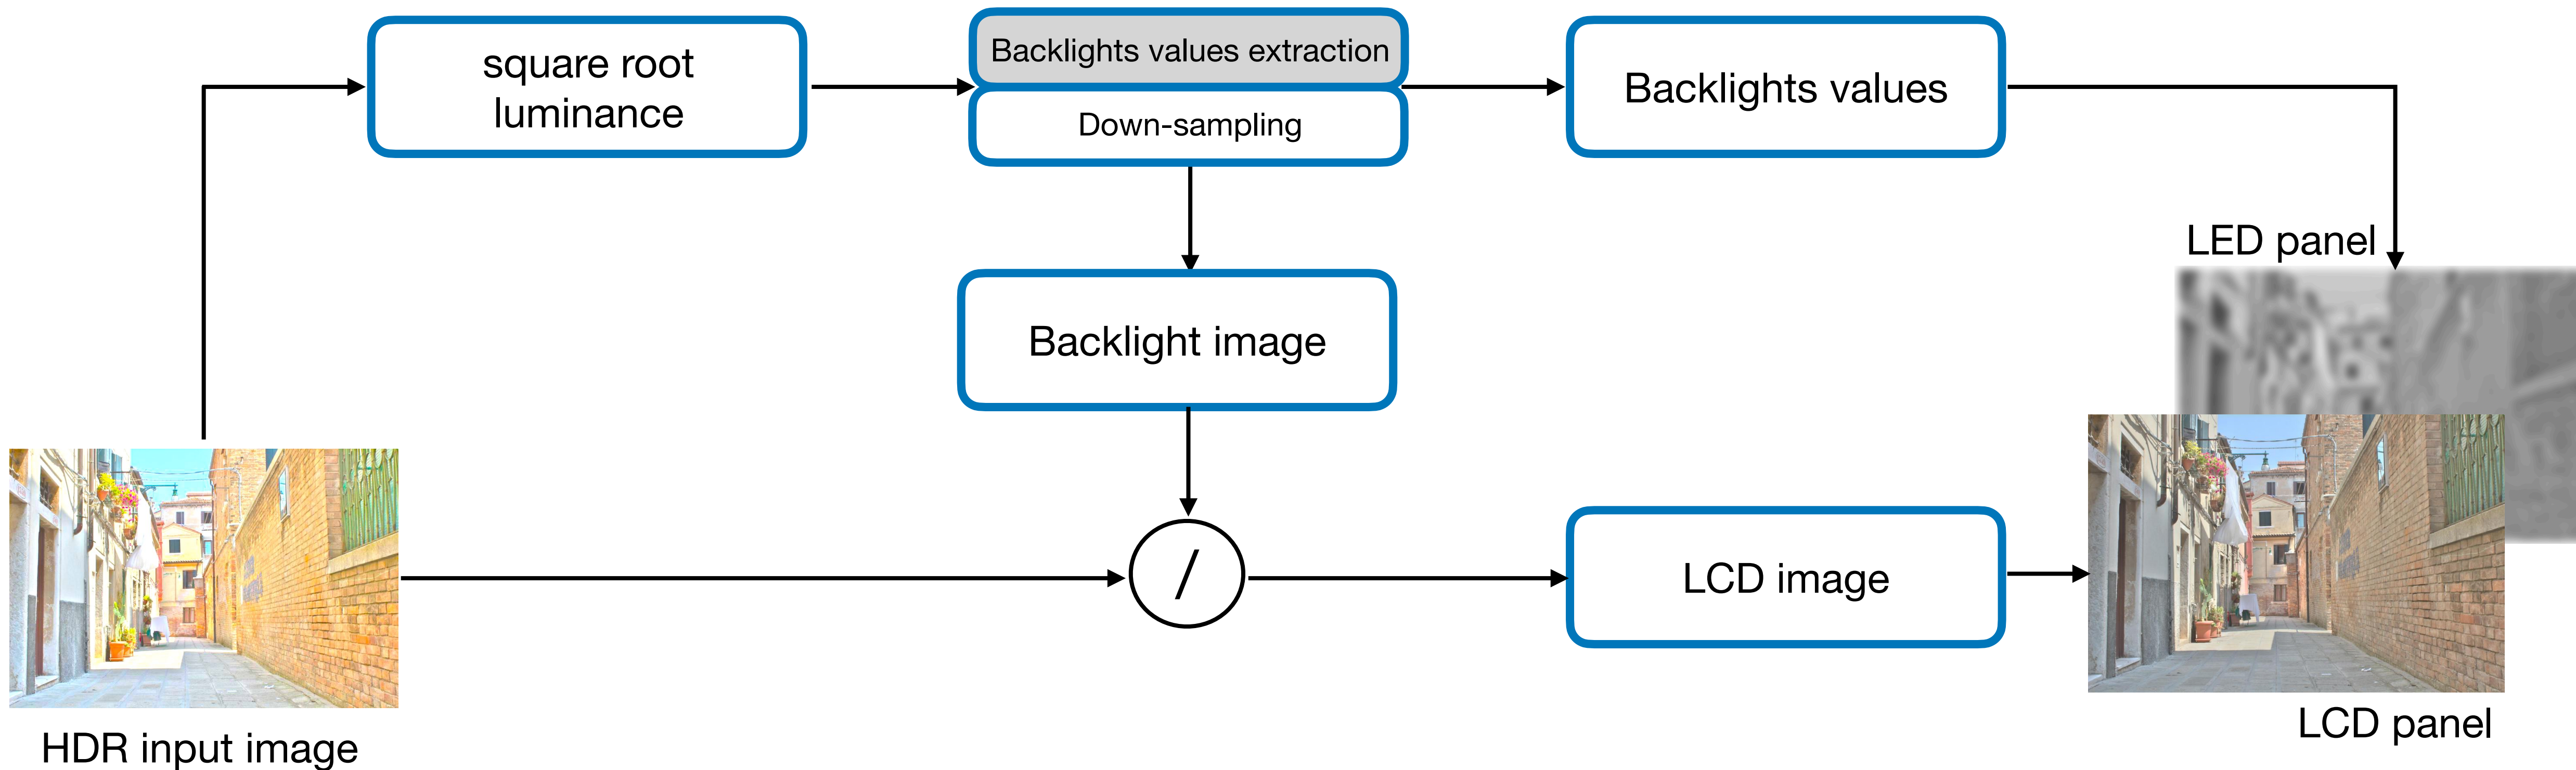 square root
luminance
Backlights values extraction
Down-sampling
Backlights values
LED panel
Backlight image
/
LCD image
HDR input image
LCD panel